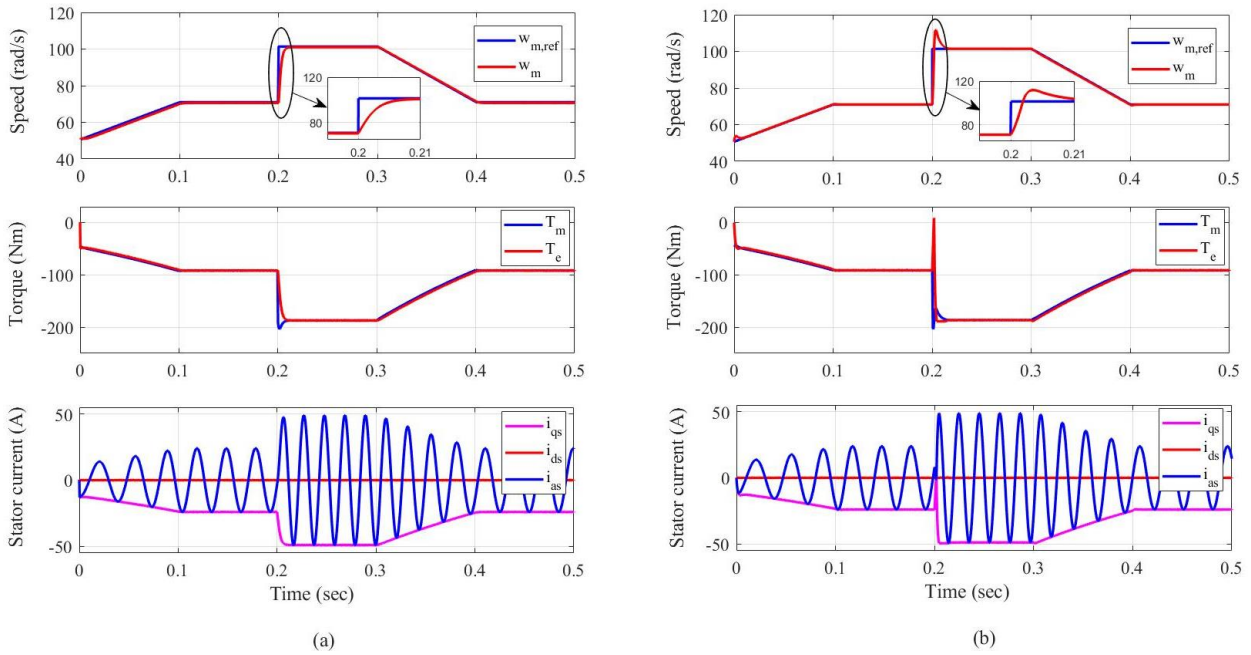 120
100
80
60
40
Speed (rad/s)
w_m,ref
w_m
120
80
0.2 0.21
0 0.1 0.2 0.3 0.4 0.5
0
-100
-200
Torque (Nm)
T_m
T_e
0 0.1 0.2 0.3 0.4 0.5
50
0
-50
Stator current (A)
i_qs
i_ds
i_as
0 0.1 0.2 0.3 0.4 0.5
Time (sec)
(a)
120
100
80
60
40
Speed (rad/s)
w_m,ref
w_m
120
80
0.2 0.21
0 0.1 0.2 0.3 0.4 0.5
0
-100
-200
Torque (Nm)
T_m
T_e
0 0.1 0.2 0.3 0.4 0.5
50
0
-50
Stator current (A)
i_qs
i_ds
i_as
0 0.1 0.2 0.3 0.4 0.5
Time (sec)
(b)